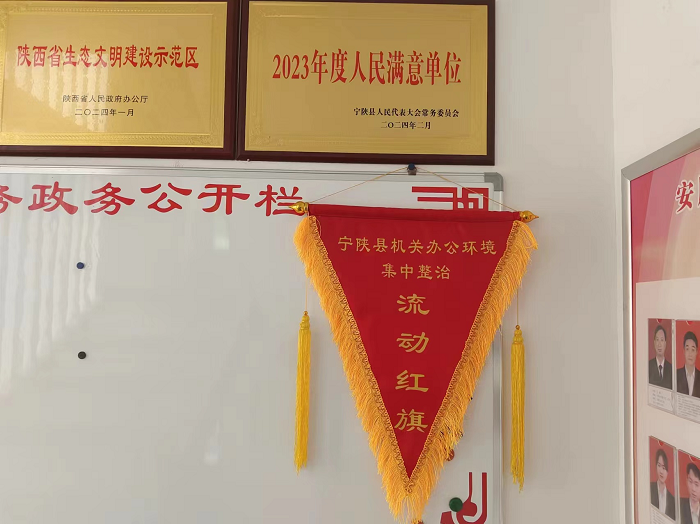 陕西省生态文明建设示范区
陕西省人民政府办公厅
二〇二四年一月
2023年度人民满意单位
宁陕县人民代表大会常务委员会
二〇二四年二月
务政务公开栏
宁陕县机关办公环境
集中整治
流动红旗
安